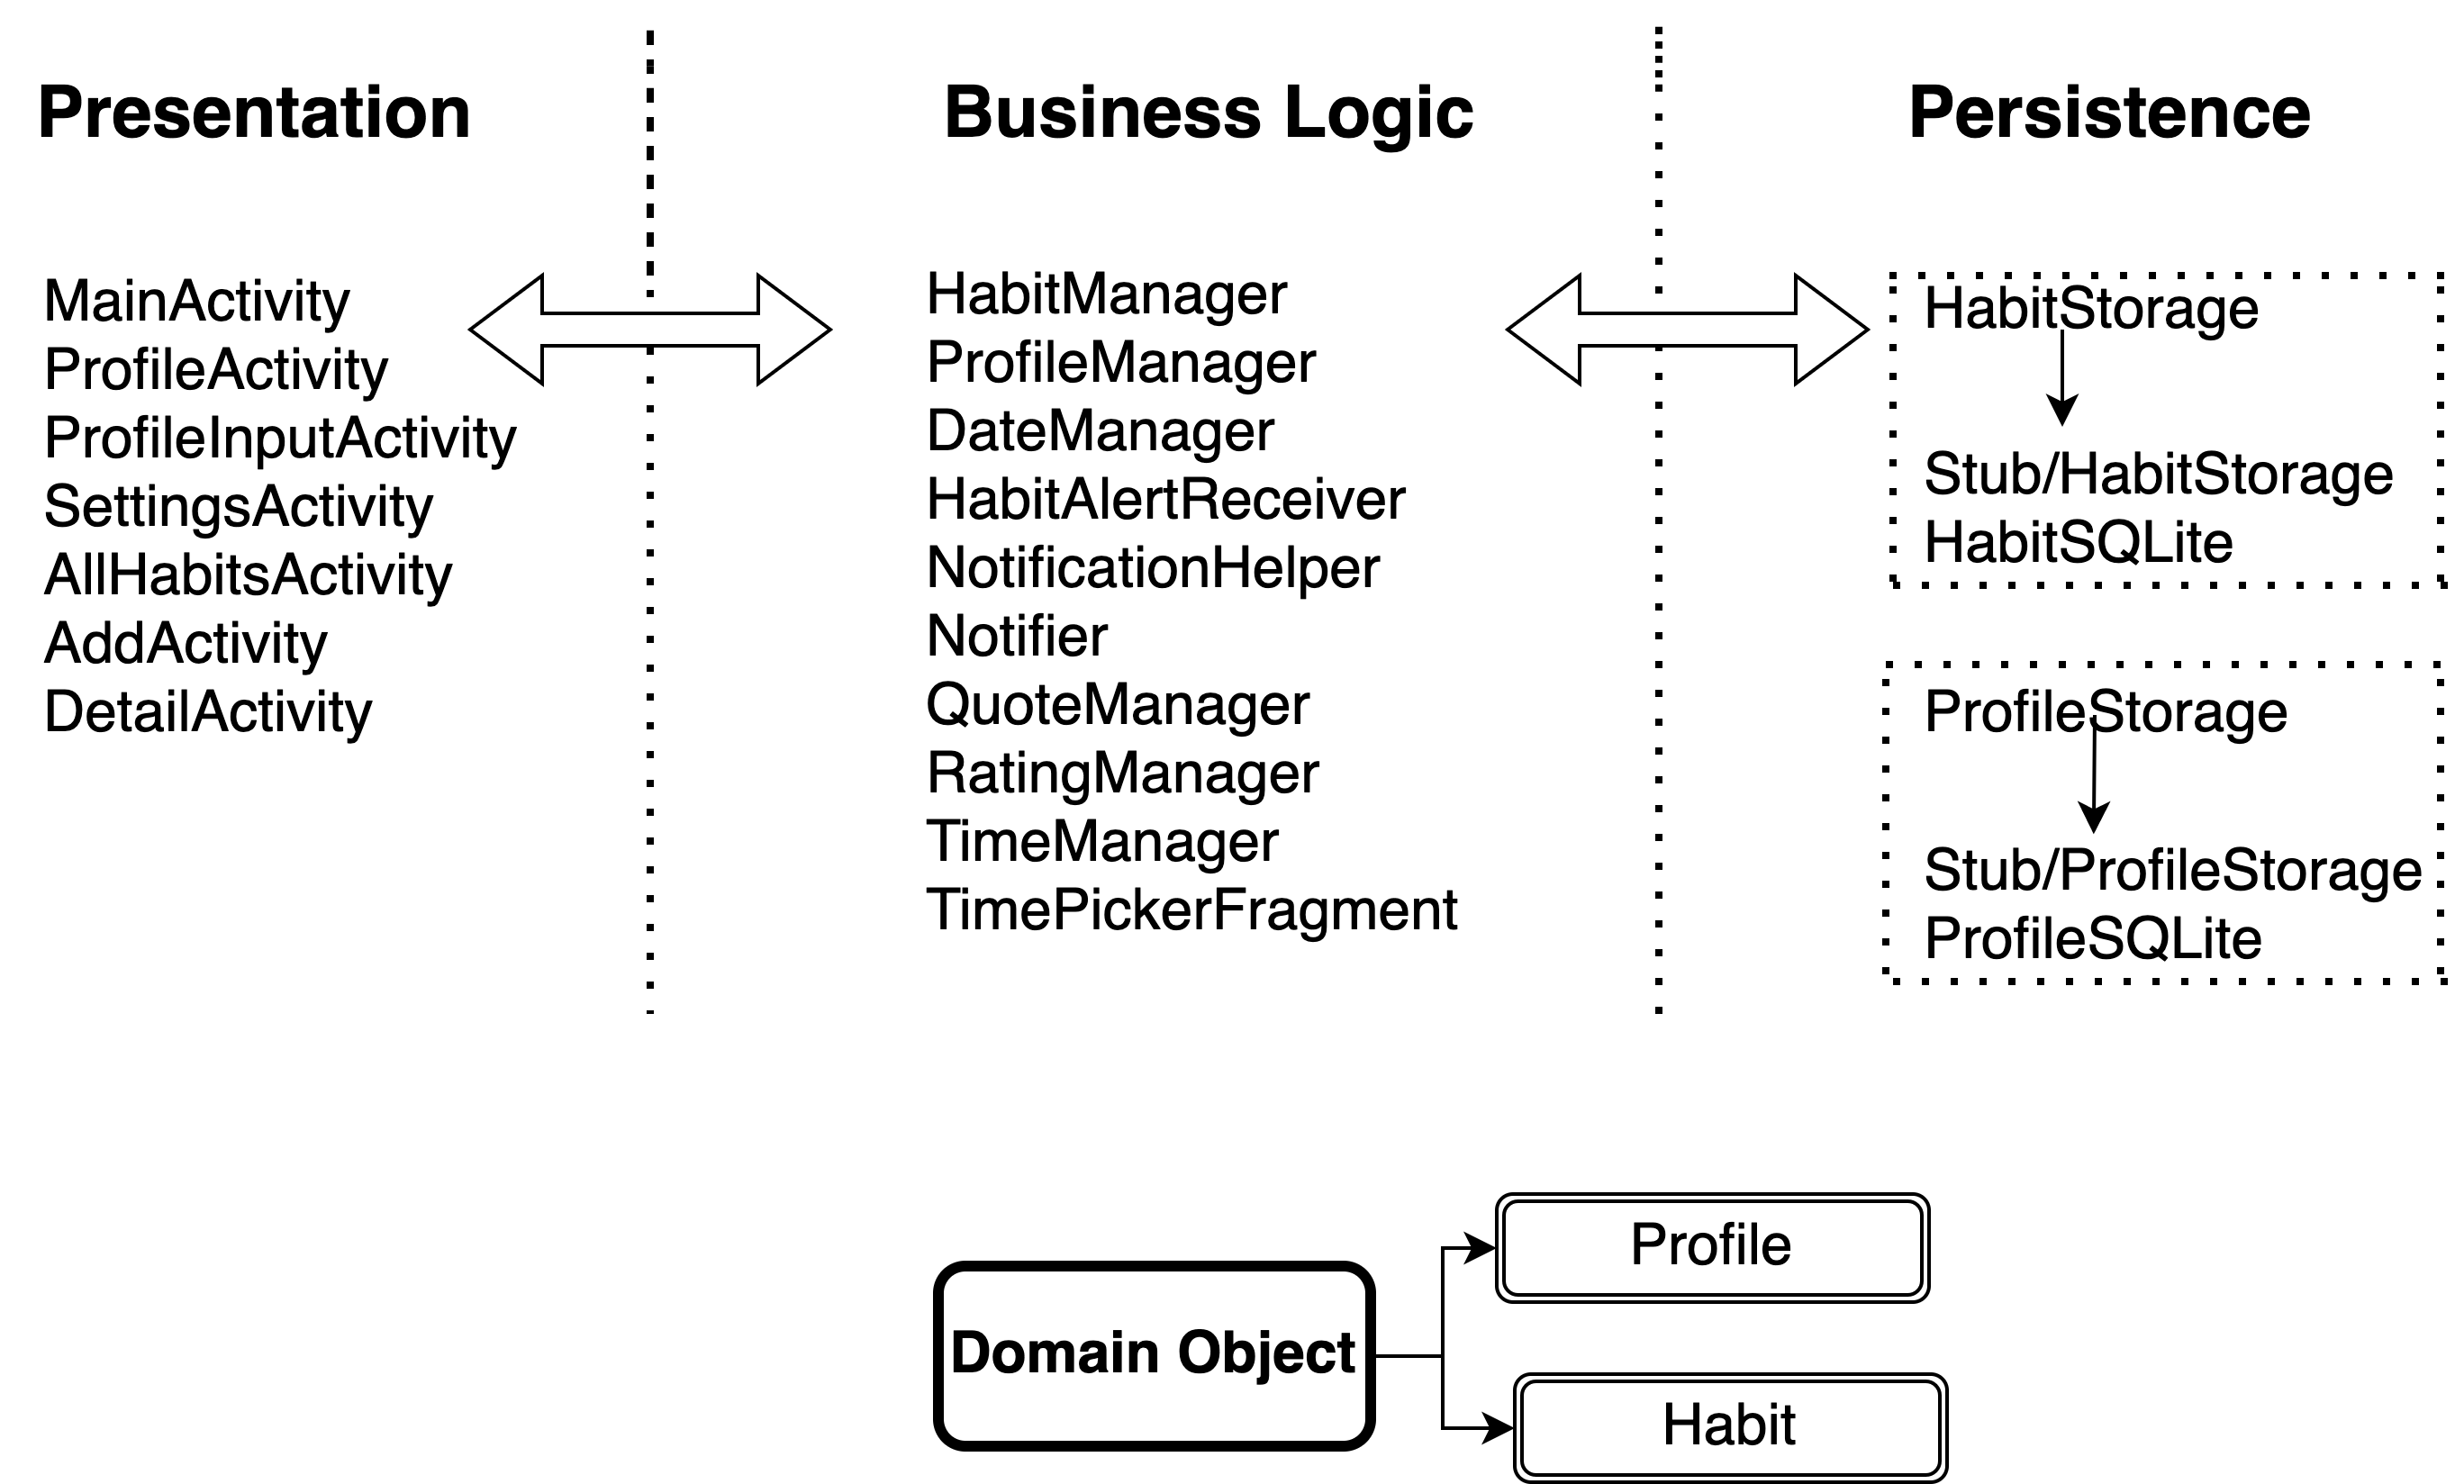 Presentation
MainActivity
ProfileActivity
ProfileInputActivity
SettingsActivity
AllHabitsActivity
AddActivity
DetailActivity
Business Logic
HabitManager
ProfileManager
DateManager
HabitAlertReceiver
NotificationHelper
Notifier
QuoteManager
RatingManager
TimeManager
TimePickerFragment
Persistence
HabitStorage
Stub/HabitStorage
HabitSQLite
ProfileStorage
Stub/ProfileStorage
ProfileSQLite
Domain Object
Profile
Habit